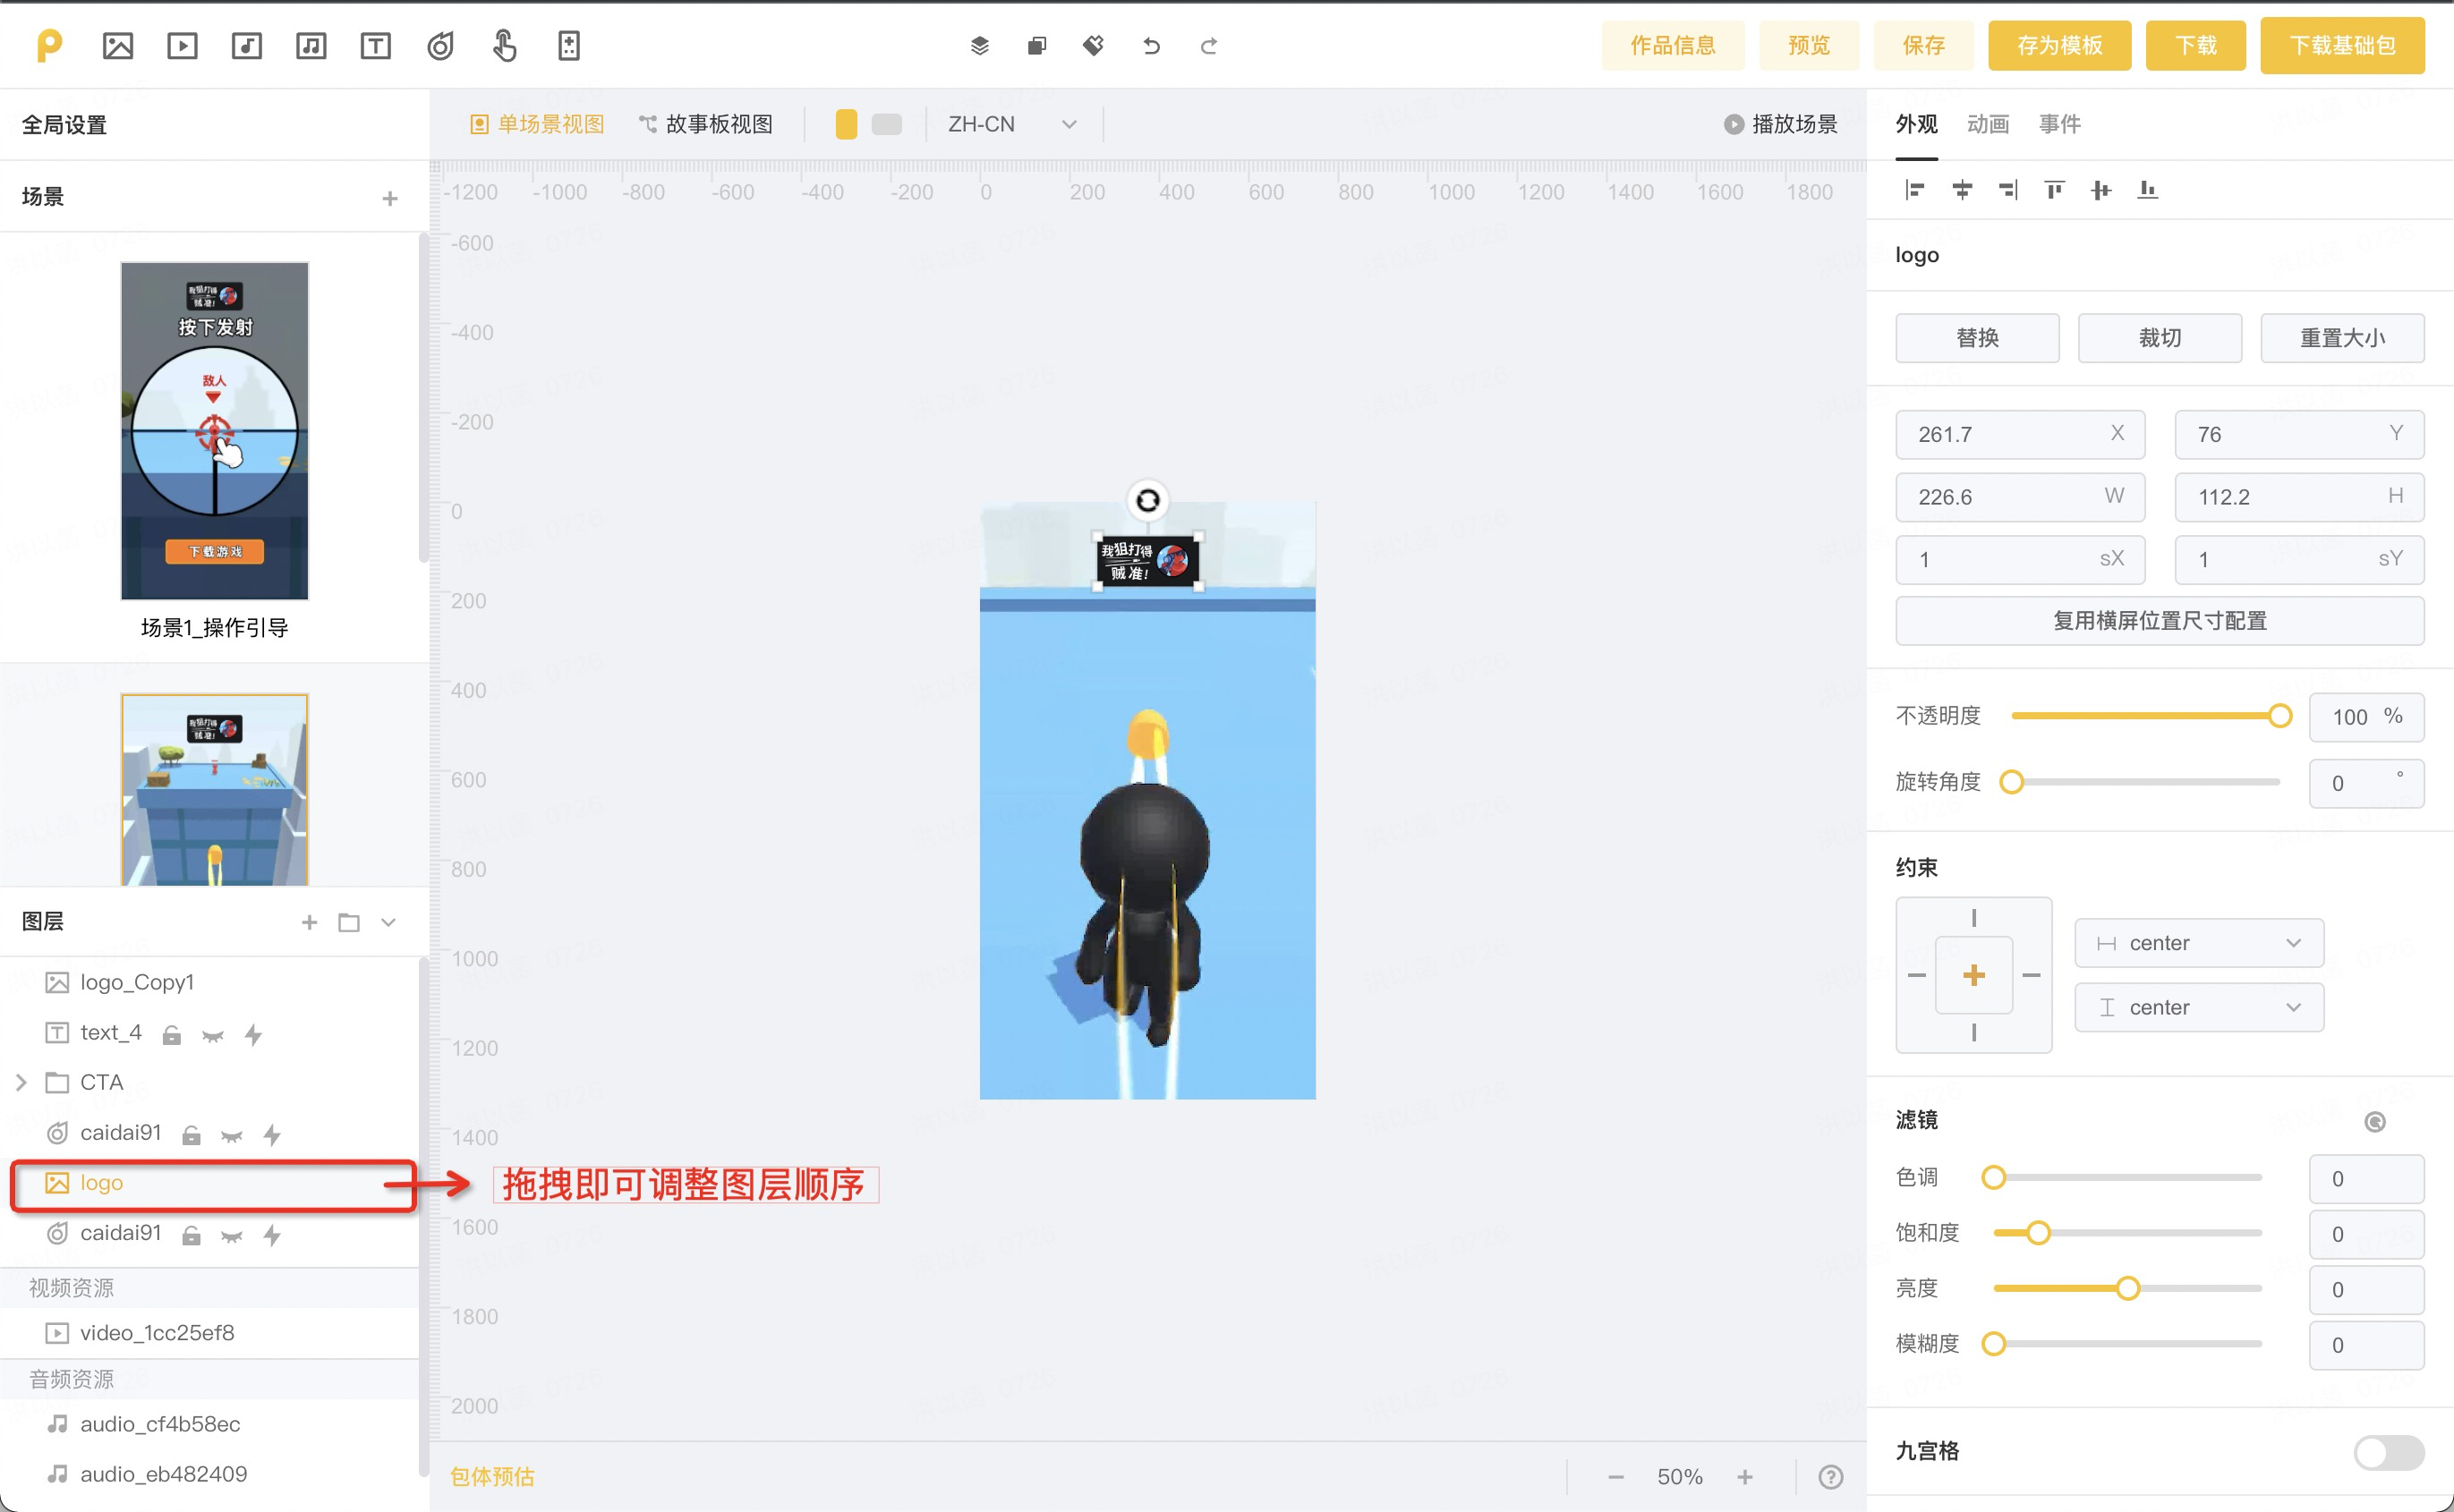 作品信息
预览
保存
存为模板
下载
下载基础包
全局设置
单场景视图
故事板视图
ZH-CN
播放场景
外观
动画
事件
场景
-1200 -1000 -800 -600 -400 -200 0 200 400 600 800 1000 1200 1400 1600 1800
-600
-400
-200
0
200
400
600
800
1000
1200
1400
1600
1800
2000
我狙打得
贼准!
按下发射
敌人
下载游戏
场景1_操作引导
我狙打得
贼准!
图层
logo_Copy1
text_4
CTA
caidai91
logo
caidai91
视频资源
video_1cc25ef8
音频资源
audio_cf4b58ec
audio_eb482409
我狙打得
贼准!
拖拽即可调整图层顺序
包体预估
50%
logo
替换
裁切
重置大小
261.7 X
76 Y
226.6 W
112.2 H
1 sX
1 sY
复用横屏位置尺寸配置
不透明度
100 %
旋转角度
0 °
约束
center
center
滤镜
色调
0
饱和度
0
亮度
0
模糊度
0
九宫格